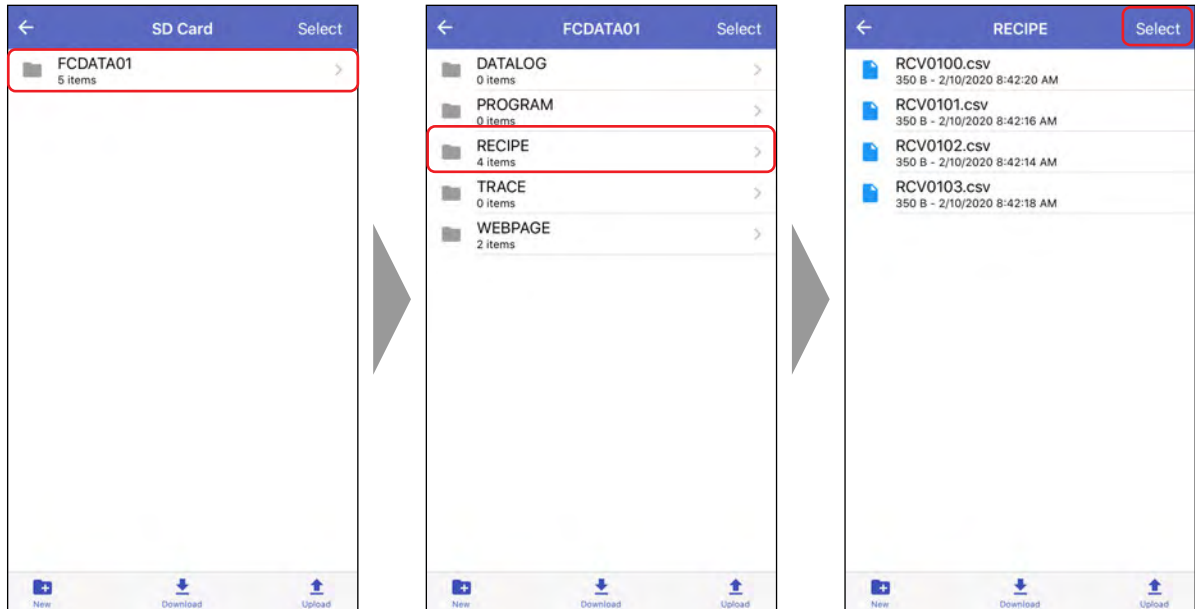 SD Card Select
FCDATA01
5 items
New Download Upload
FCDATA01 Select
DATALOG
0 items
PROGRAM
0 items
RECIPE
4 items
TRACE
0 items
WEBPAGE
2 items
New Download Upload
RECIPE Select
RCV0100.csv
350 B - 2/10/2020 8:42:20 AM
RCV0101.csv
350 B - 2/10/2020 8:42:16 AM
RCV0102.csv
350 B - 2/10/2020 8:42:14 AM
RCV0103.csv
350 B - 2/10/2020 8:42:18 AM
New Download Upload